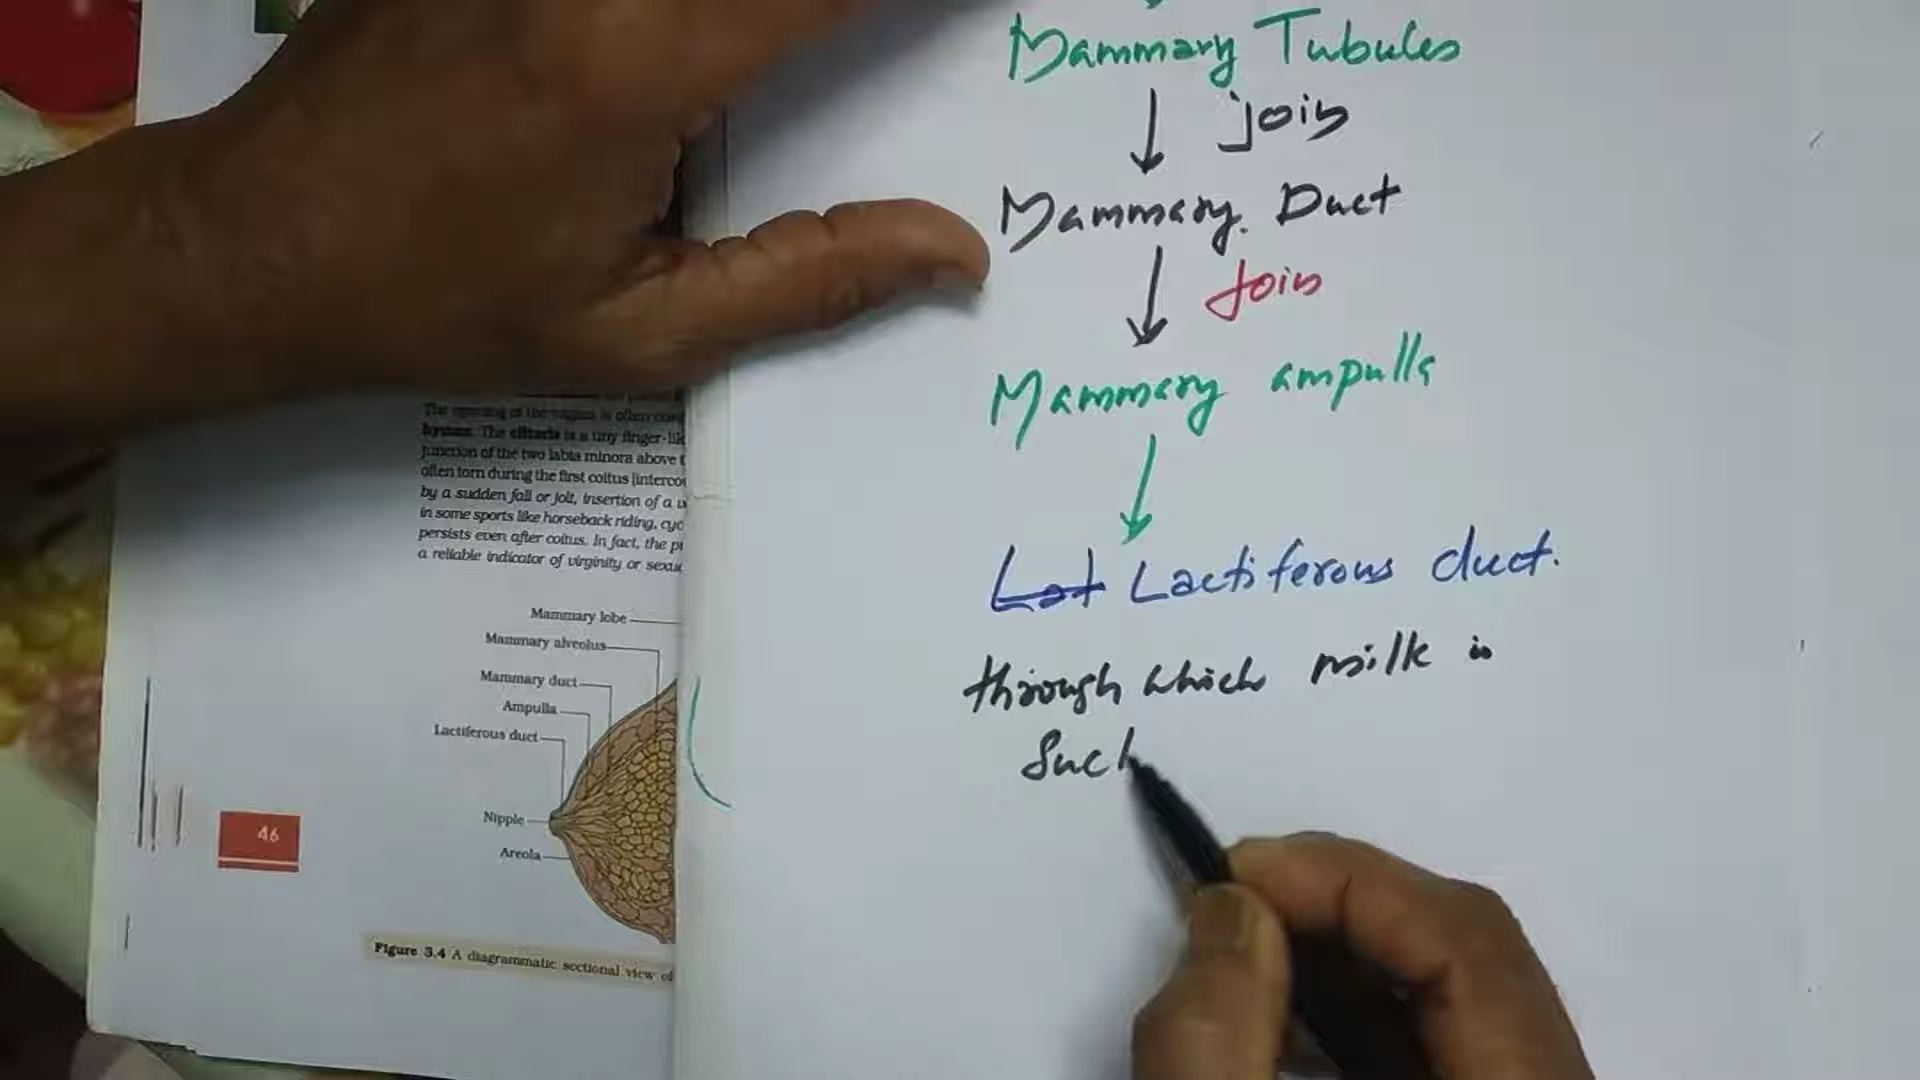 The opening of the vagina is often
hymen. The clitoris is a tiny finger-lik
junction of the two labia minora above t
often torn during the first coitus (interco
by a sudden fall or jolt, insertion of a
in some sports like horseback riding, cyc
persists even after coitus. In fact, the p
a reliable indicator of virginity or sexu
Mammary lobe
Mammary alveolus
Mammary duct
Ampulla
Lactiferous duct
Nipple
Areola
46
Figure 3.4 A diagrammatic sectional view of
Mammary Tubules
join
Mammary. Duct
Join
Mammary ampulla
Lat Lactiferous duct.
through which milk is
Suck